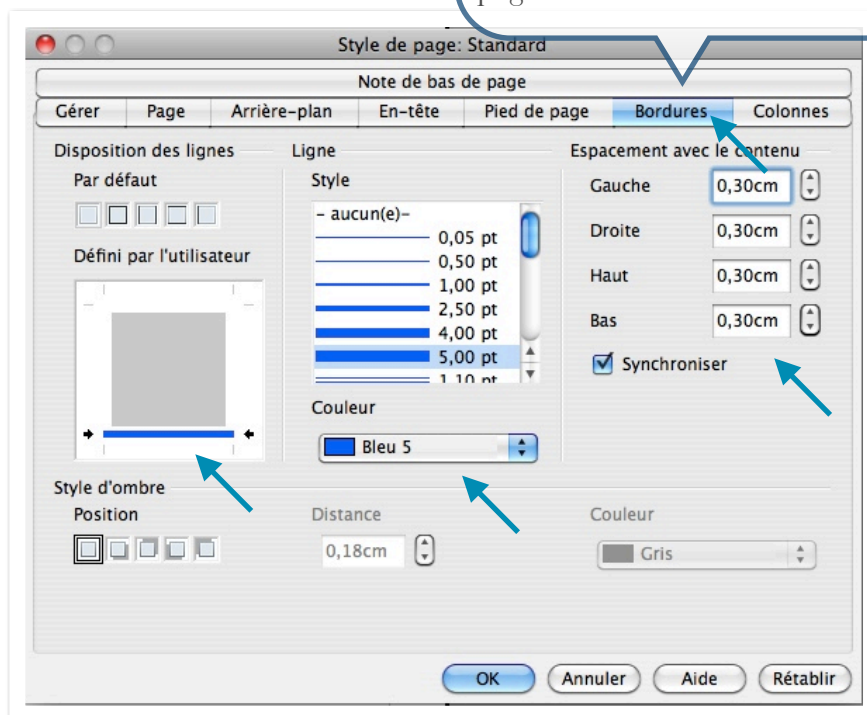 pag
Style de page: Standard
Note de bas de page
Gérer Page Arrière-plan En-tête Pied de page Bordures Colonnes
Disposition des lignes Ligne Espacement avec le contenu
Par défaut Style Gauche 0,30cm
- aucun(e)-
0,05 pt Droite 0,30cm
Défini par l'utilisateur 0,50 pt
1,00 pt Haut 0,30cm
2,50 pt
4,00 pt Bas 0,30cm
5,00 pt Synchroniser
1,10 pt
Couleur
Bleu 5
Style d'ombre
Position Distance Couleur
0,18cm Gris
OK Annuler Aide Rétablir